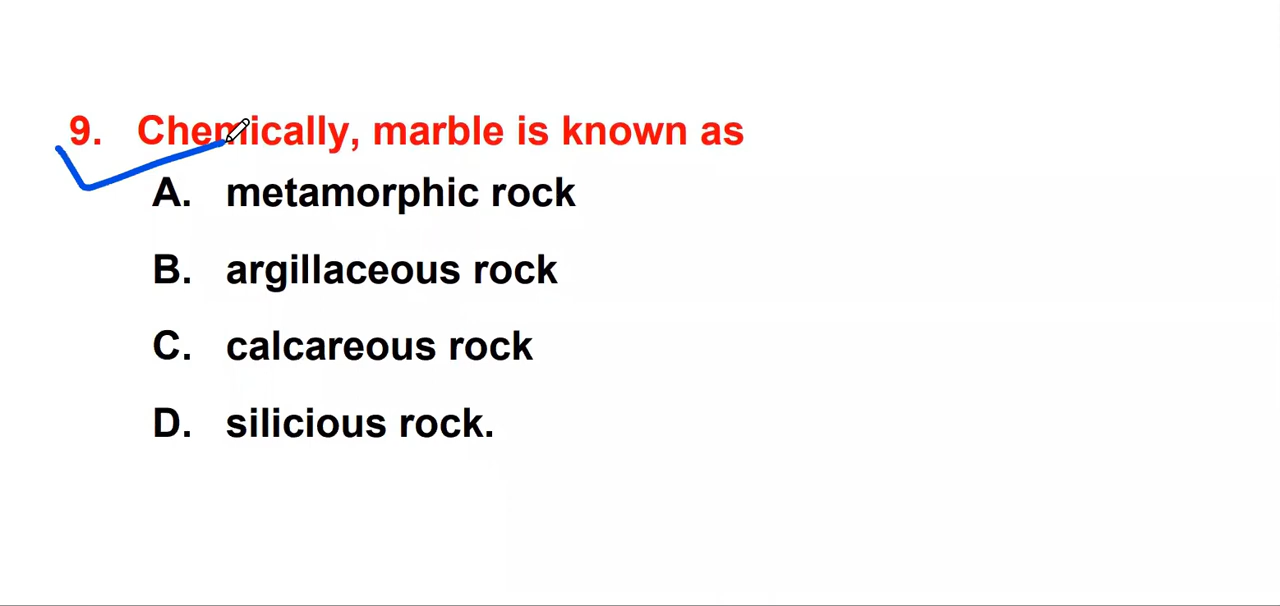 9. Chemically, marble is known as
A. metamorphic rock
B. argillaceous rock
C. calcareous rock
D. silicious rock.